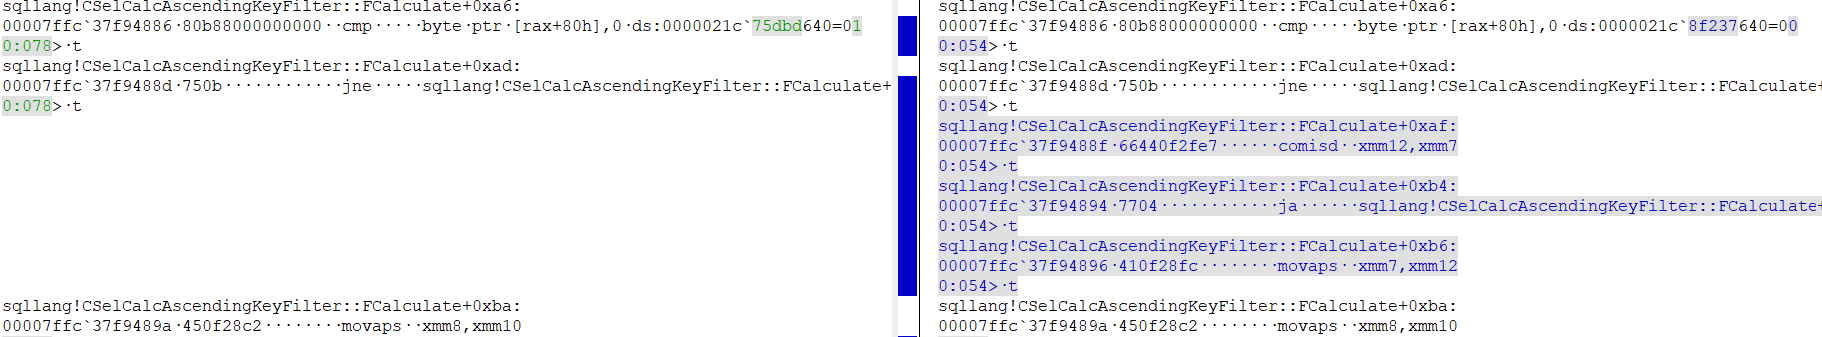 sqllang!CSelCalcAscendingKeyFilter::FCalculate+0xa6:
00007ffc`37f94886·80b88000000000··cmp·····byte·ptr·[rax+80h],0·ds:0000021c`75dbd640=01
0:078>·t
sqllang!CSelCalcAscendingKeyFilter::FCalculate+0xad:
00007ffc`37f9488d·750b············jne·····sqllang!CSelCalcAscendingKeyFilter::FCalculate+
0:078>·t
sqllang!CSelCalcAscendingKeyFilter::FCalculate+0xba:
00007ffc`37f9489a·450f28c2········movaps··xmm8,xmm10
sqllang!CSelCalcAscendingKeyFilter::FCalculate+0xa6:
00007ffc`37f94886·80b88000000000··cmp·····byte·ptr·[rax+80h],0·ds:0000021c`8f237640=00
0:054>·t
sqllang!CSelCalcAscendingKeyFilter::FCalculate+0xad:
00007ffc`37f9488d·750b············jne·····sqllang!CSelCalcAscendingKeyFilter::FCalculate+
0:054>·t
sqllang!CSelCalcAscendingKeyFilter::FCalculate+0xaf:
00007ffc`37f9488f·66440f2fe7······comisd··xmm12,xmm7
0:054>·t
sqllang!CSelCalcAscendingKeyFilter::FCalculate+0xb4:
00007ffc`37f94894·7704············ja······sqllang!CSelCalcAscendingKeyFilter::FCalculate+
0:054>·t
sqllang!CSelCalcAscendingKeyFilter::FCalculate+0xb6:
00007ffc`37f94896·410f28fc········movaps··xmm7,xmm12
0:054>·t
sqllang!CSelCalcAscendingKeyFilter::FCalculate+0xba:
00007ffc`37f9489a·450f28c2········movaps··xmm8,xmm10